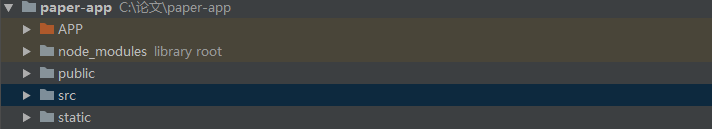 paper-app C:\论文\paper-app
APP
node_modules library root
public
src
static